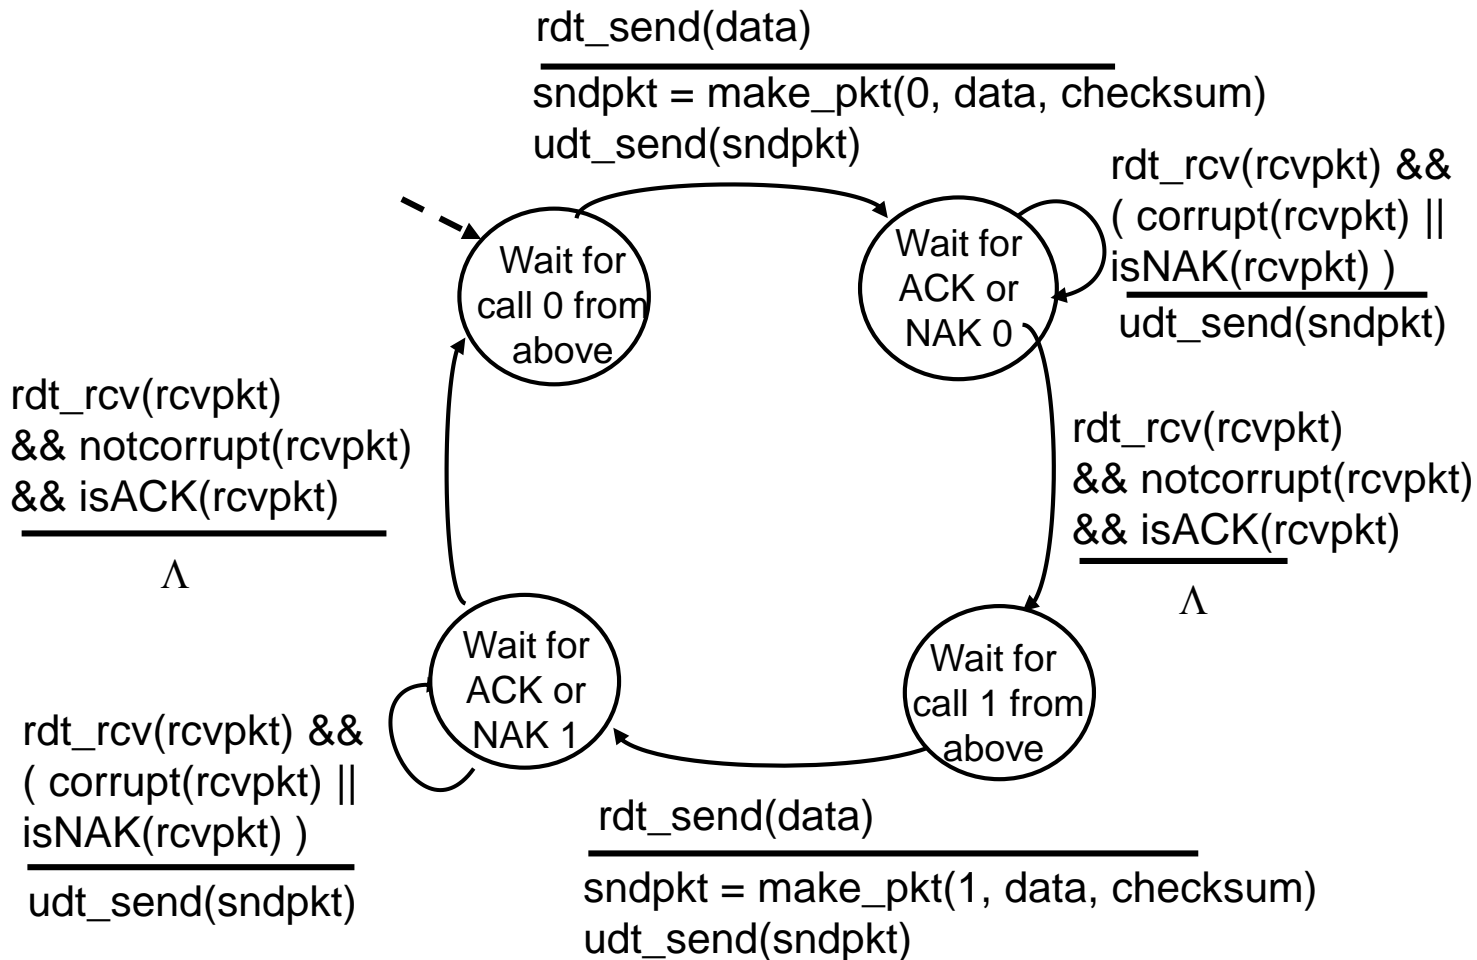 rdt_send(data)
sndpkt = make_pkt(0, data, checksum)
udt_send(sndpkt)
rdt_rcv(rcvpkt) &&
( corrupt(rcvpkt) ||
isNAK(rcvpkt) )
udt_send(sndpkt)
Wait for
call 0 from
above
Wait for
ACK or
NAK 0
rdt_rcv(rcvpkt)
&& notcorrupt(rcvpkt)
&& isACK(rcvpkt)
Λ
rdt_rcv(rcvpkt)
&& notcorrupt(rcvpkt)
&& isACK(rcvpkt)
Λ
Wait for
ACK or
NAK 1
Wait for
call 1 from
above
rdt_rcv(rcvpkt) &&
( corrupt(rcvpkt) ||
isNAK(rcvpkt) )
udt_send(sndpkt)
rdt_send(data)
sndpkt = make_pkt(1, data, checksum)
udt_send(sndpkt)